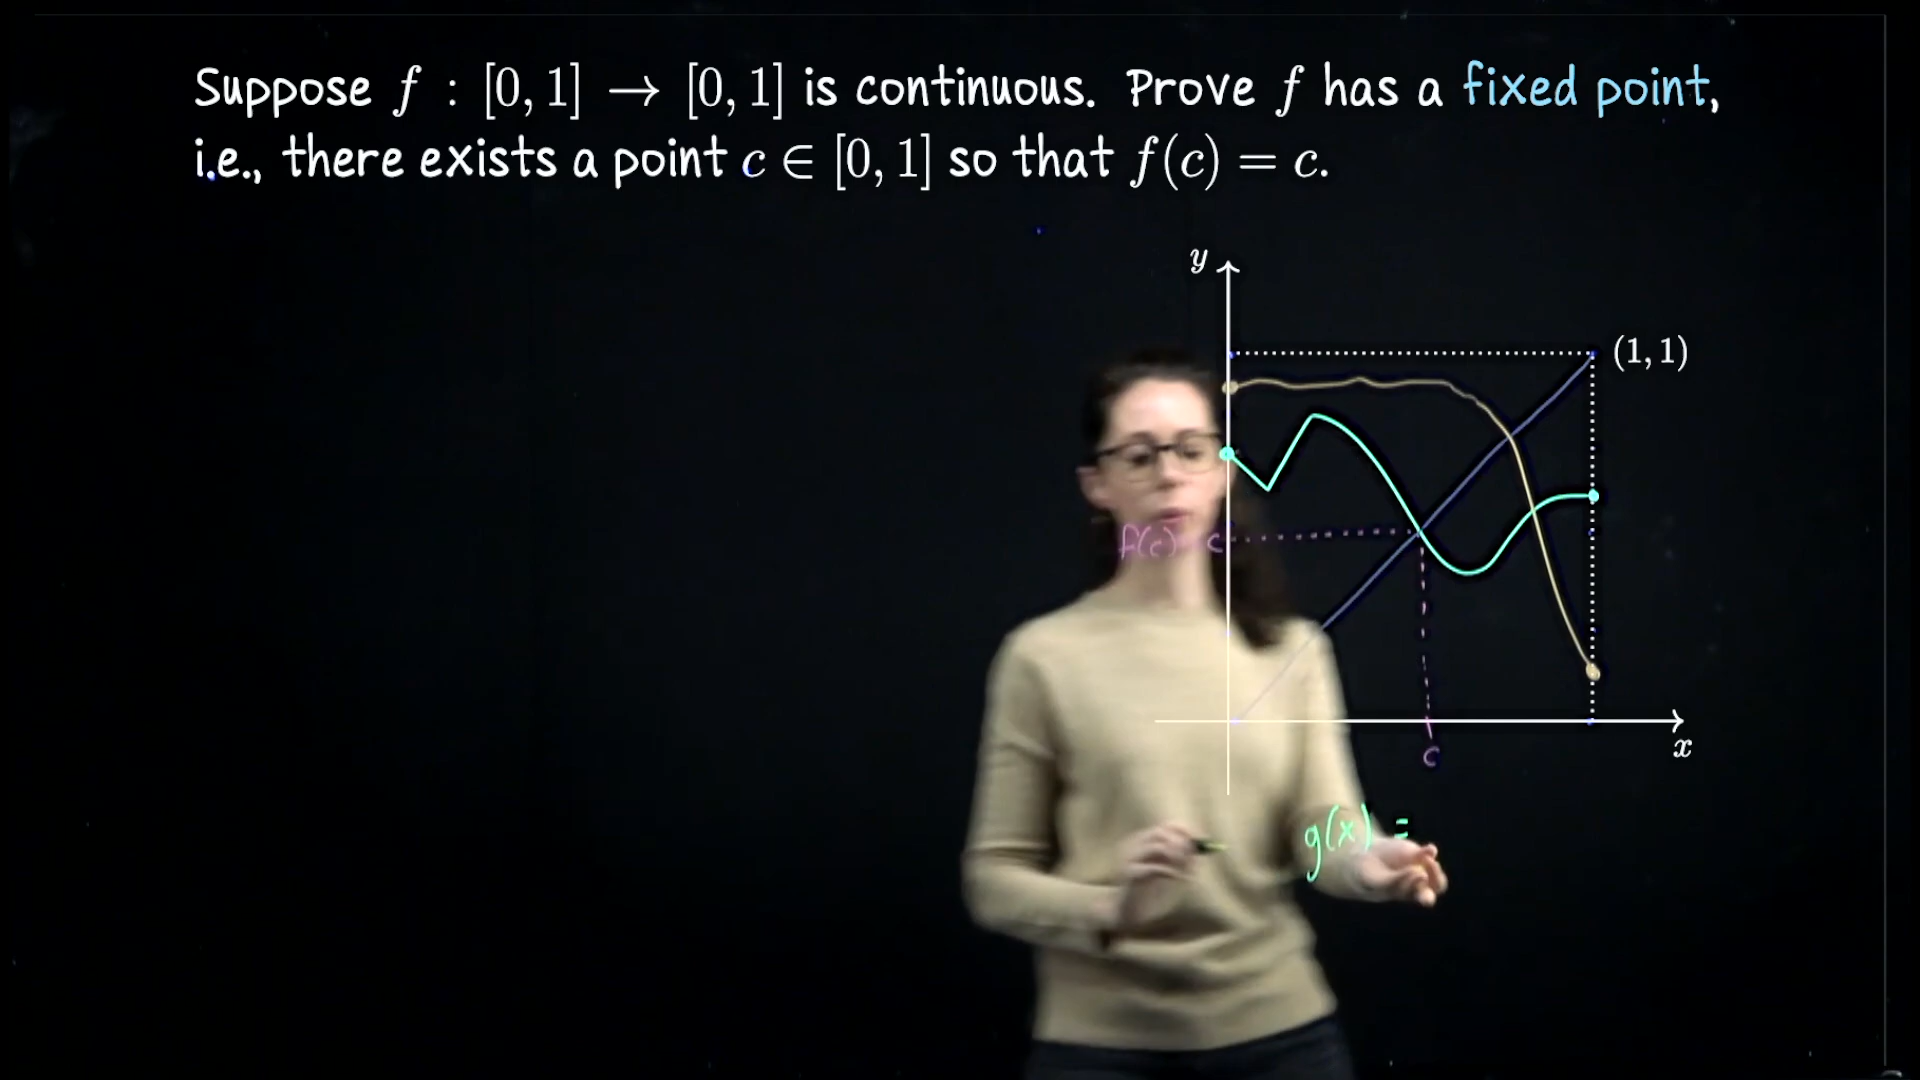 Suppose f : [0, 1] → [0, 1] is continuous. Prove f has a fixed point,
i.e., there exists a point c ∈ [0, 1] so that f(c) = c.
y
(1, 1)
f(c) = c
x
c
g(x) =